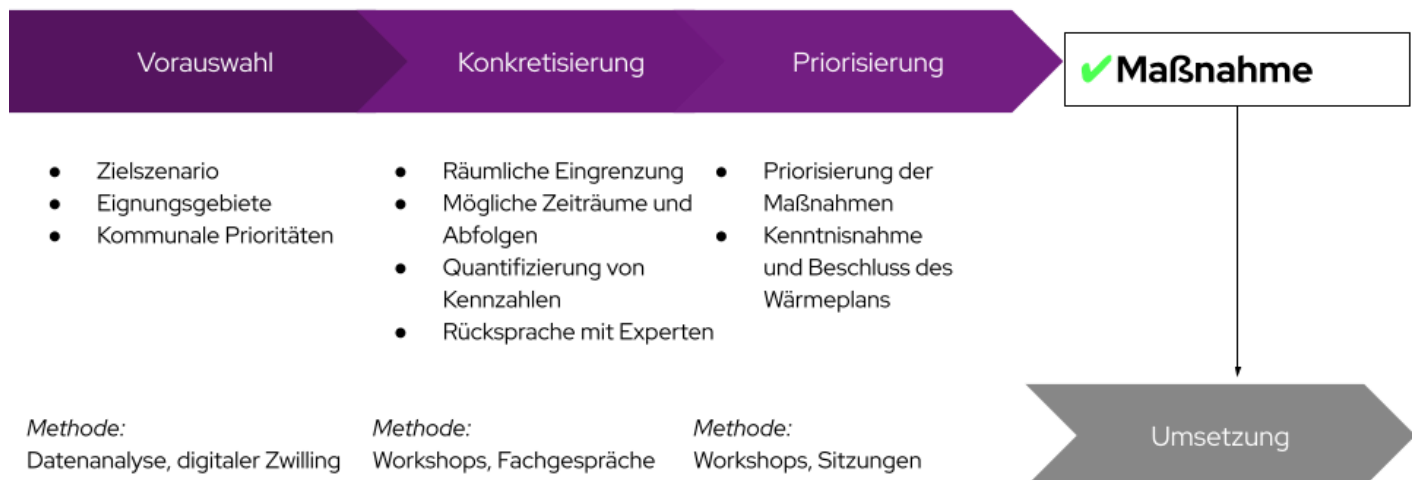 Vorauswahl
Konkretisierung
Priorisierung
✔Maßnahme
● Zielszenario
● Eignungsgebiete
● Kommunale Prioritäten
● Räumliche Eingrenzung
● Mögliche Zeiträume und
Abfolgen
● Quantifizierung von
Kennzahlen
● Rücksprache mit Experten
● Priorisierung der
Maßnahmen
● Kenntnisnahme
und Beschluss des
Wärmeplans
Methode:
Datenanalyse, digitaler Zwilling
Methode:
Workshops, Fachgespräche
Methode:
Workshops, Sitzungen
Umsetzung